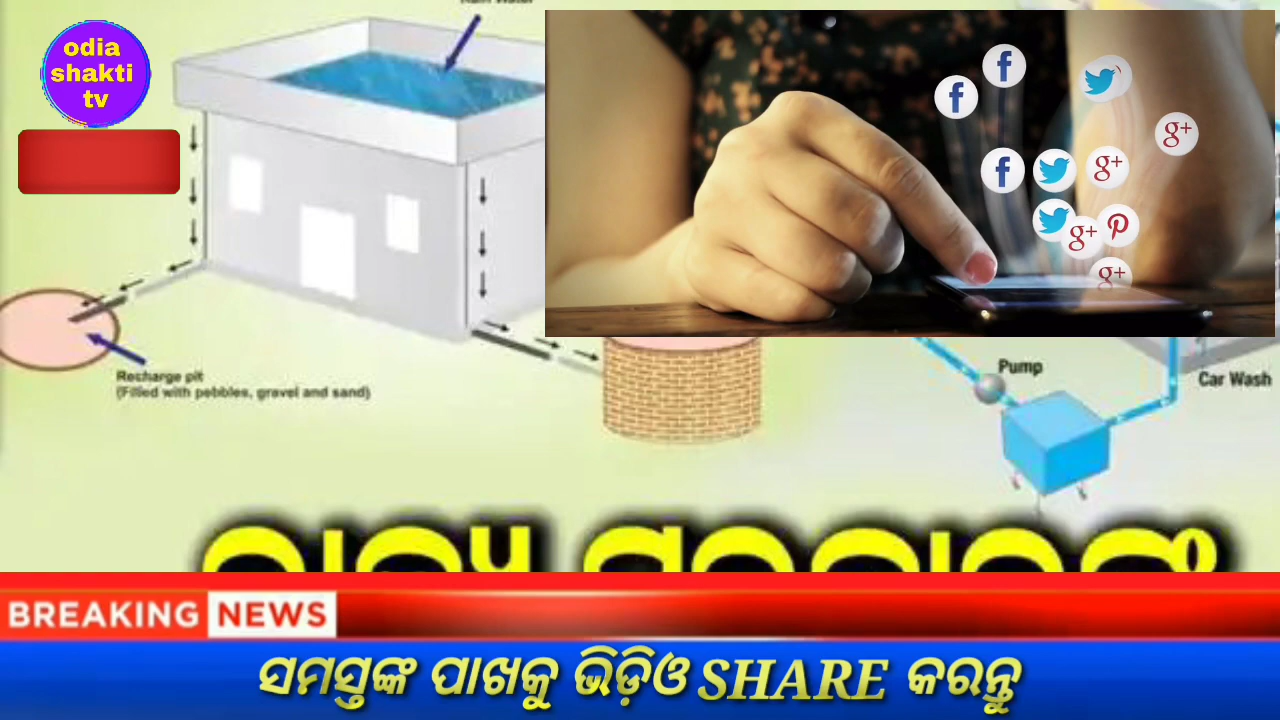 odia
shakti
tv
Rain Water
f
f
g+
f
g+
g+
g+
Recharge pit
(Filled with pebbles, gravel and sand)
Pump
Car Wash
BREAKING NEWS
ସମସ୍ତଙ୍କ ପାଖକୁ ଭିଡ଼ିଓ SHARE କରନ୍ତୁ